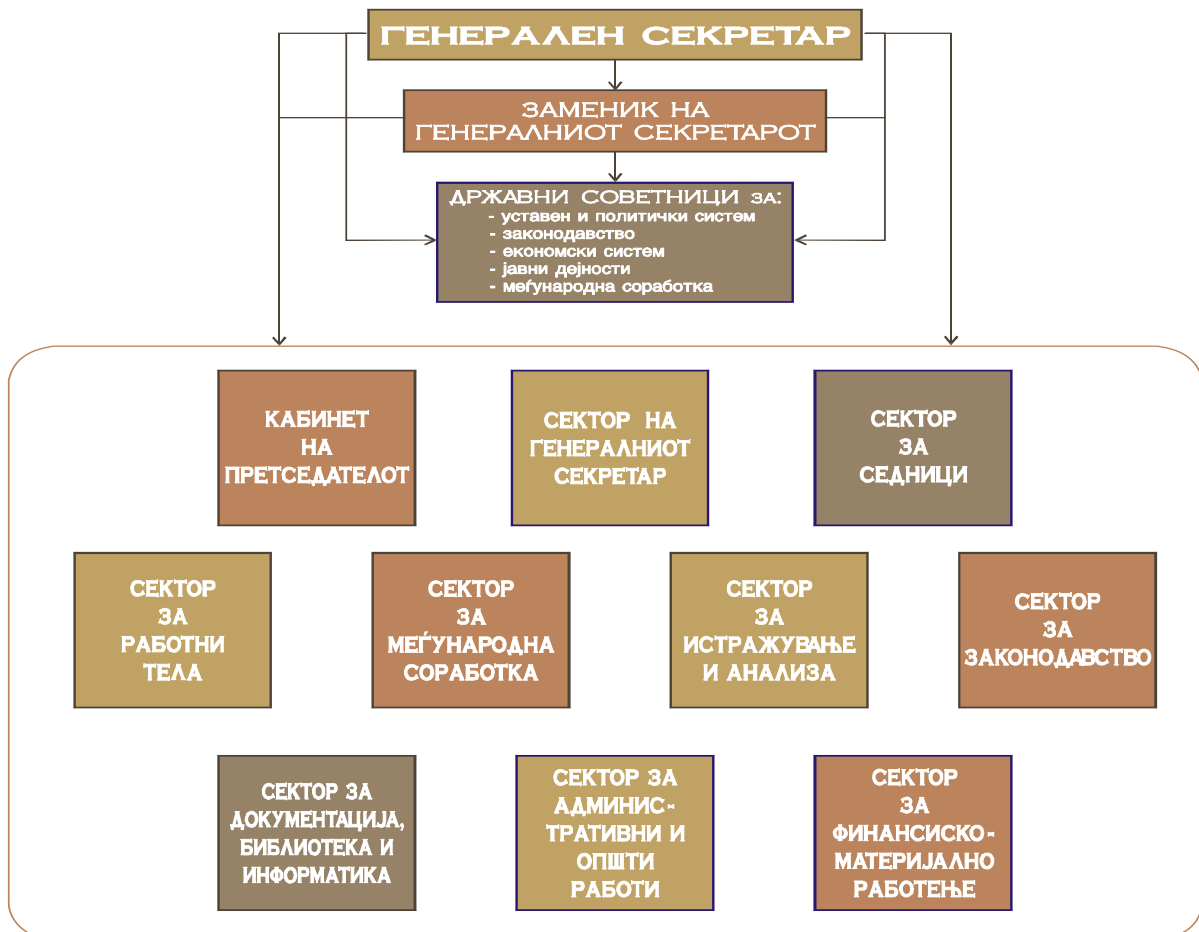 ГЕНЕРАЛЕН СЕКРЕТАР
ЗАМЕНИК НА
ГЕНЕРАЛНИОТ СЕКРЕТАРОТ
ДРЖАВНИ СОВЕТНИЦИ ЗА:
- уставен и политички систем
- законодавство
- економски систем
- јавни дејности
- меѓународна соработка
КАБИНЕТ
НА
ПРЕТСЕДАТЕЛОТ
СЕКТОР НА
ГЕНЕРАЛНИОТ
СЕКРЕТАР
СЕКТОР
ЗА
СЕДНИЦИ
СЕКТОР
ЗА
РАБОТНИ
ТЕЛА
СЕКТОР
ЗА
МЕЃУНАРОДНА
СОРАБОТКА
СЕКТОР
ЗА
ИСТРАЖУВАЊЕ
И АНАЛИЗА
СЕКТОР
ЗА
ЗАКОНОДАВСТВО
СЕКТОР ЗА
ДОКУМЕНТАЦИЈА,
БИБЛИОТЕКА И
ИНФОРМАТИКА
СЕКТОР ЗА
АДМИНИС-
ТРАТИВНИ И
ОПШТИ
РАБОТИ
СЕКТОР
ЗА
ФИНАНСИСКО-
МАТЕРИЈАЛНО
РАБОТЕЊЕ